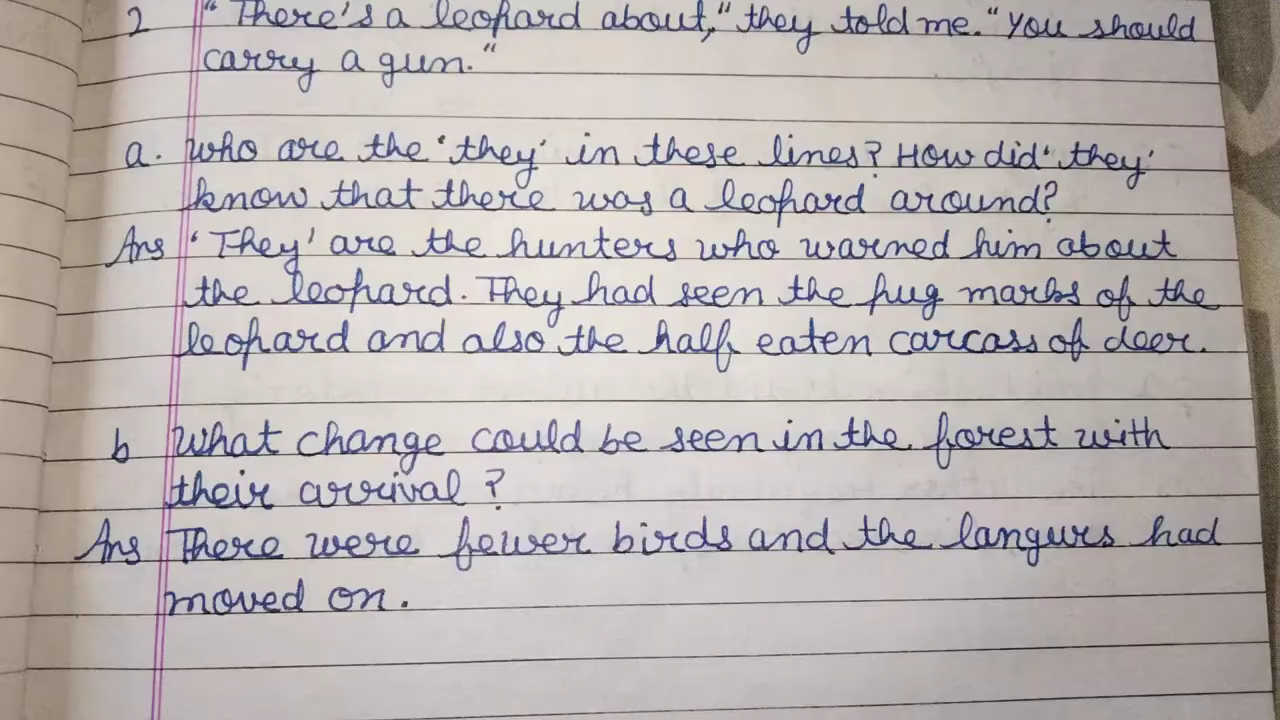 2 "There's a leopard about," they told me. "You should
carry a gun."
a. Who are the 'they' in these lines? How did 'they'
know that there was a leopard around?
Ans 'They' are the hunters who warned him about
the leopard. They had seen the pug marks of the
leopard and also the half eaten carcass of deer.
b What change could be seen in the forest with
their arrival?
Ans There were fewer birds and the langurs had
moved on.